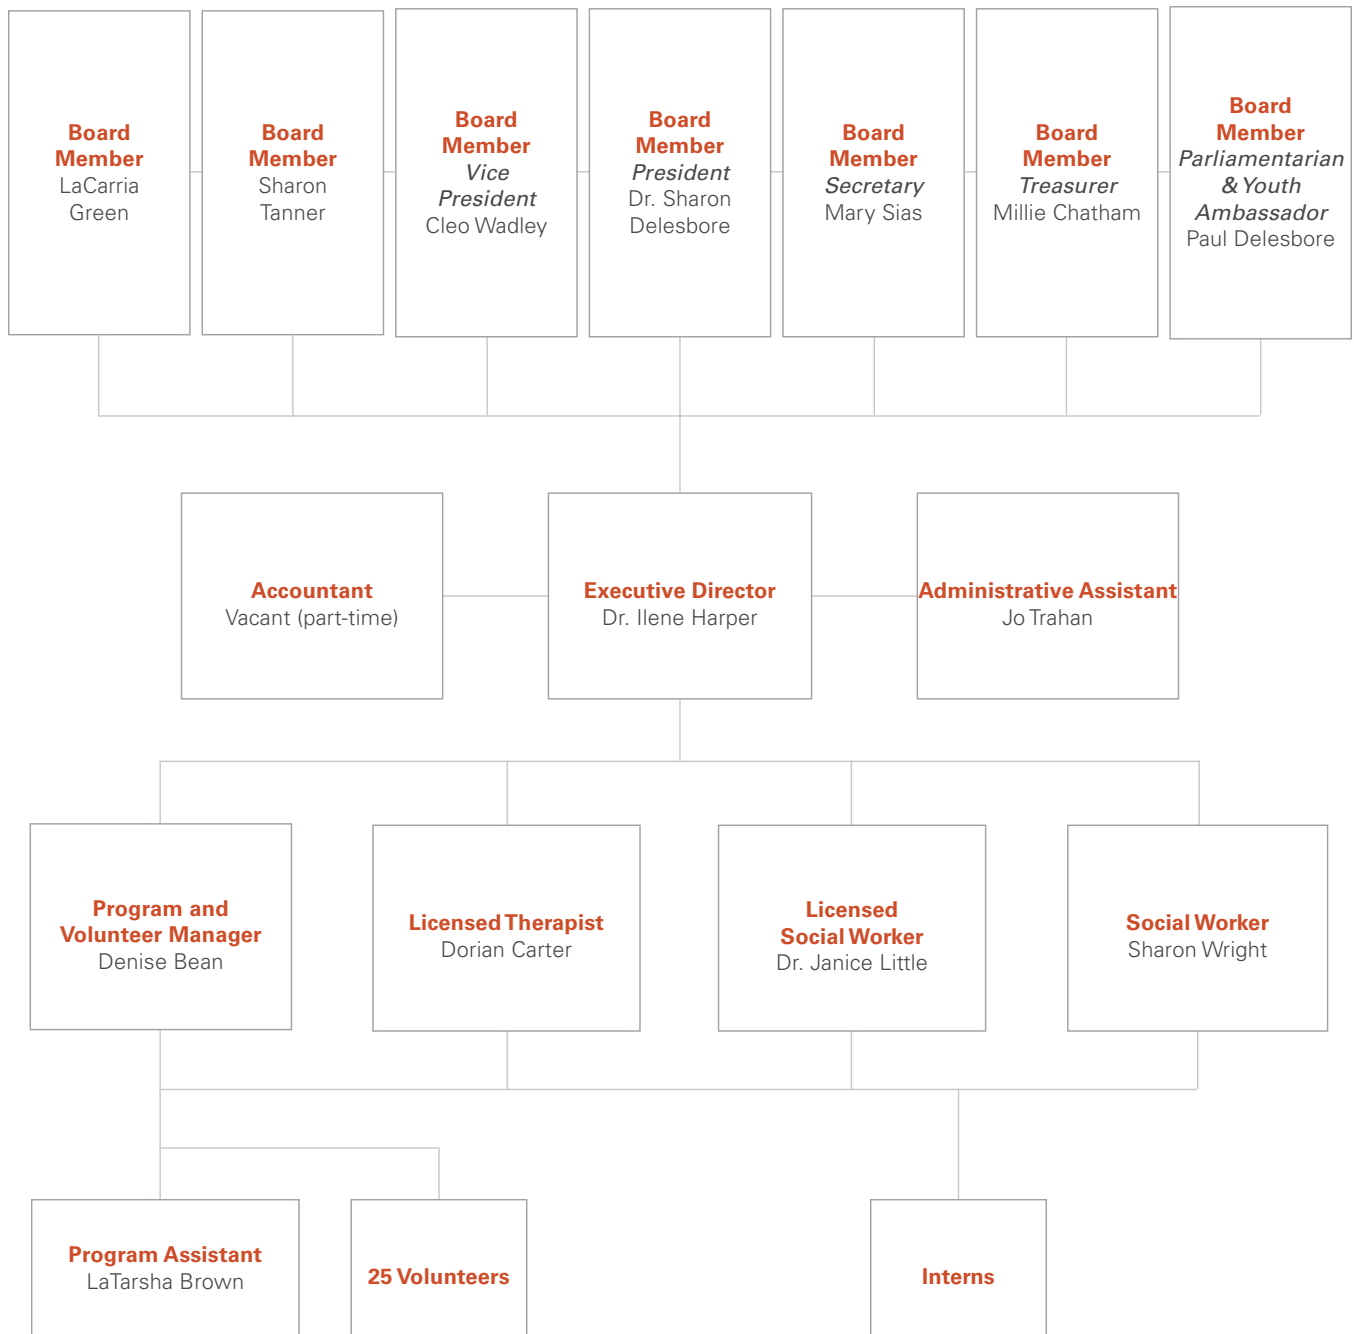 Board
Member
LaCarria
Green
Board
Member
Sharon
Tanner
Board
Member
Vice
President
Cleo Wadley
Board
Member
President
Dr. Sharon
Delesbore
Board
Member
Secretary
Mary Sias
Board
Member
Treasurer
Millie Chatham
Board
Member
Parliamentarian
& Youth
Ambassador
Paul Delesbore
Accountant
Vacant (part-time)
Executive Director
Dr. Ilene Harper
Administrative Assistant
Jo Trahan
Program and
Volunteer Manager
Denise Bean
Licensed Therapist
Dorian Carter
Licensed
Social Worker
Dr. Janice Little
Social Worker
Sharon Wright
Program Assistant
LaTarsha Brown
25 Volunteers
Interns